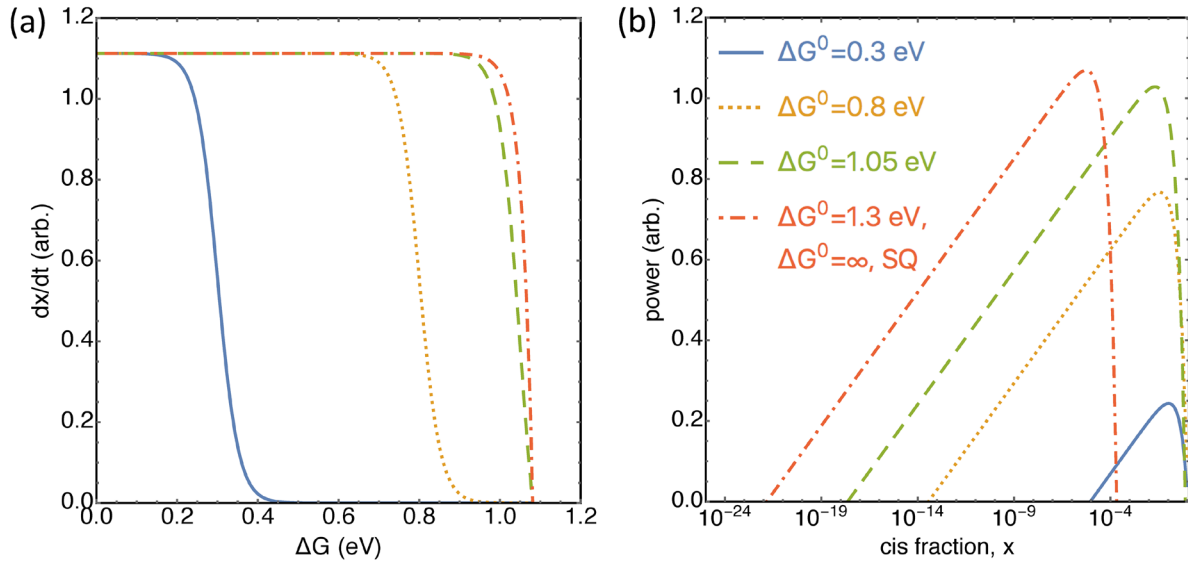 (a)
1.2
1.0
0.8
0.6
0.4
0.2
0.0
dx/dt (arb.)
0.0 0.2 0.4 0.6 0.8 1.0 1.2
ΔG (eV)
(b)
1.2
1.0
0.8
0.6
0.4
0.2
0.0
power (arb.)
ΔG⁰=0.3 eV
ΔG⁰=0.8 eV
ΔG⁰=1.05 eV
ΔG⁰=1.3 eV,
ΔG⁰=∞, SQ
10⁻²⁴ 10⁻¹⁹ 10⁻¹⁴ 10⁻⁹ 10⁻⁴
cis fraction, x